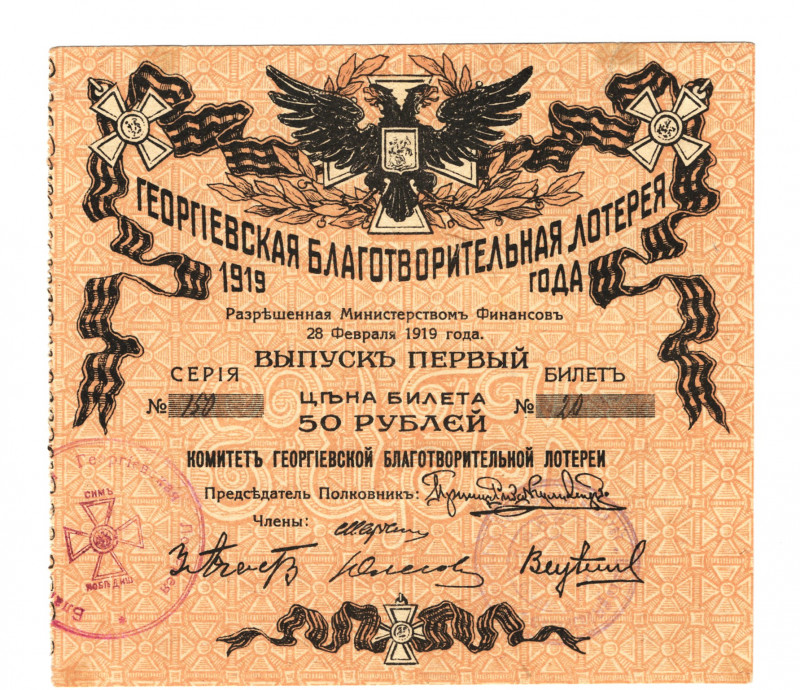 ГЕОРГІЕВСКАЯ БЛАГОТВОРИТЕЛЬНАЯ ЛОТЕРЕЯ
1919 ГОДА
Разрѣшенная Министерствомъ Финансовъ
28 Февраля 1919 года.
ВЫПУСКЪ ПЕРВЫЙ
СЕРІЯ БИЛЕТЪ
№ 150 № 20
ЦѢНА БИЛЕТА
50 РУБЛЕЙ
КОМИТЕТЪ ГЕОРГІЕВСКОЙ БЛАГОТВОРИТЕЛЬНОЙ ЛОТЕРЕИ
Предсѣдатель Полковникъ:
Члены:
Георгіевская
СИМЪ